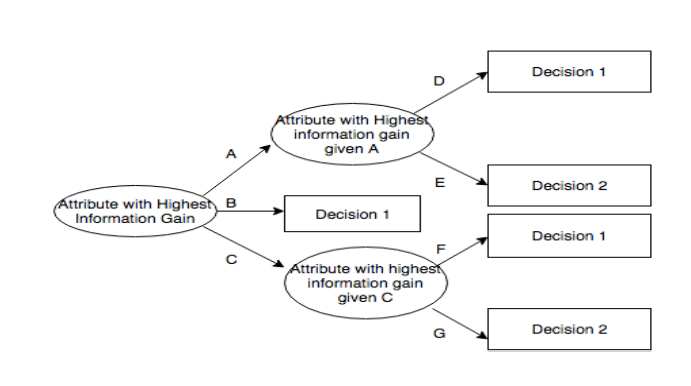 D
Decision 1
Attribute with Highest
information gain
given A
A
E
Decision 2
Attribute with Highest
Information Gain
B
Decision 1
C
F
Decision 1
Attribute with highest
information gain
given C
G
Decision 2